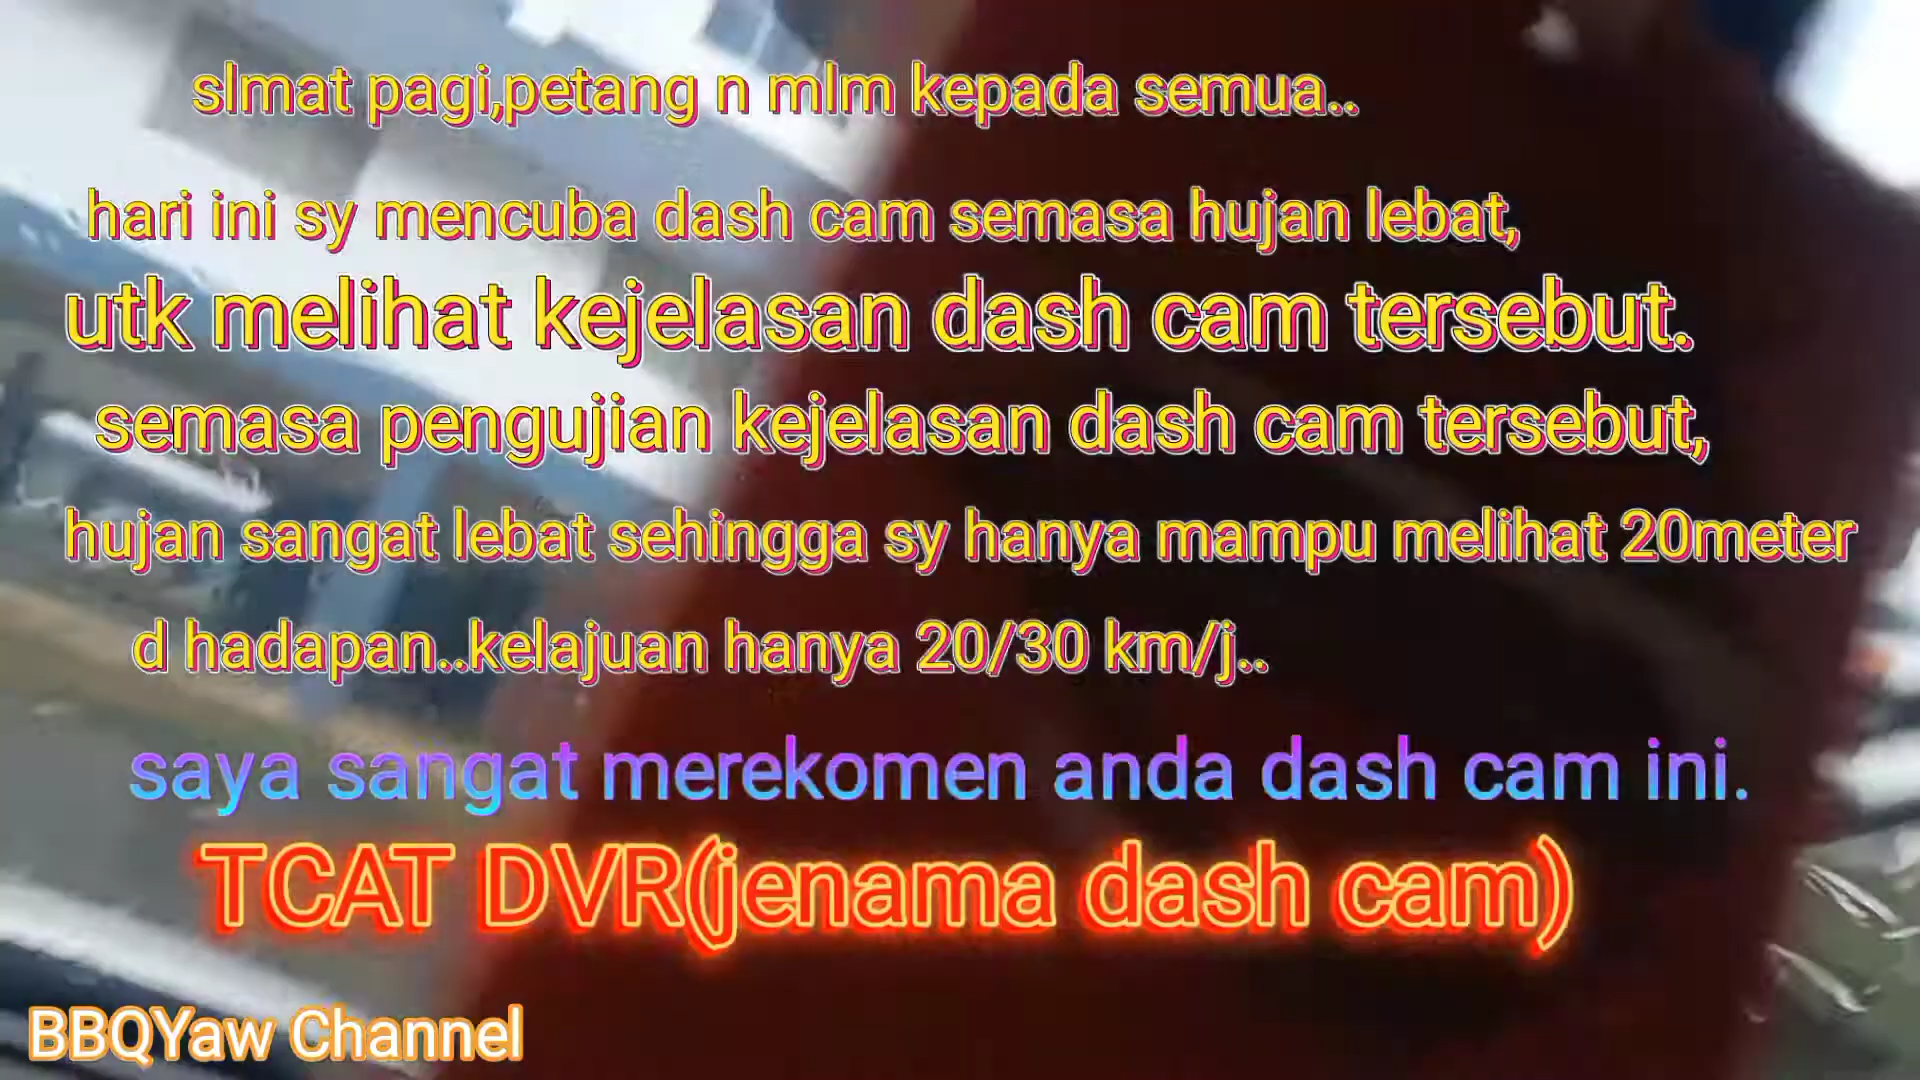 slmat pagi,petang n mlm kepada semua..
hari ini sy mencuba dash cam semasa hujan lebat,
utk melihat kejelasan dash cam tersebut.
semasa pengujian kejelasan dash cam tersebut,
hujan sangat lebat sehingga sy hanya mampu melihat 20meter
d hadapan..kelajuan hanya 20/30 km/j..
saya sangat merekomen anda dash cam ini.
TCAT DVR(jenama dash cam)
BBQYaw Channel